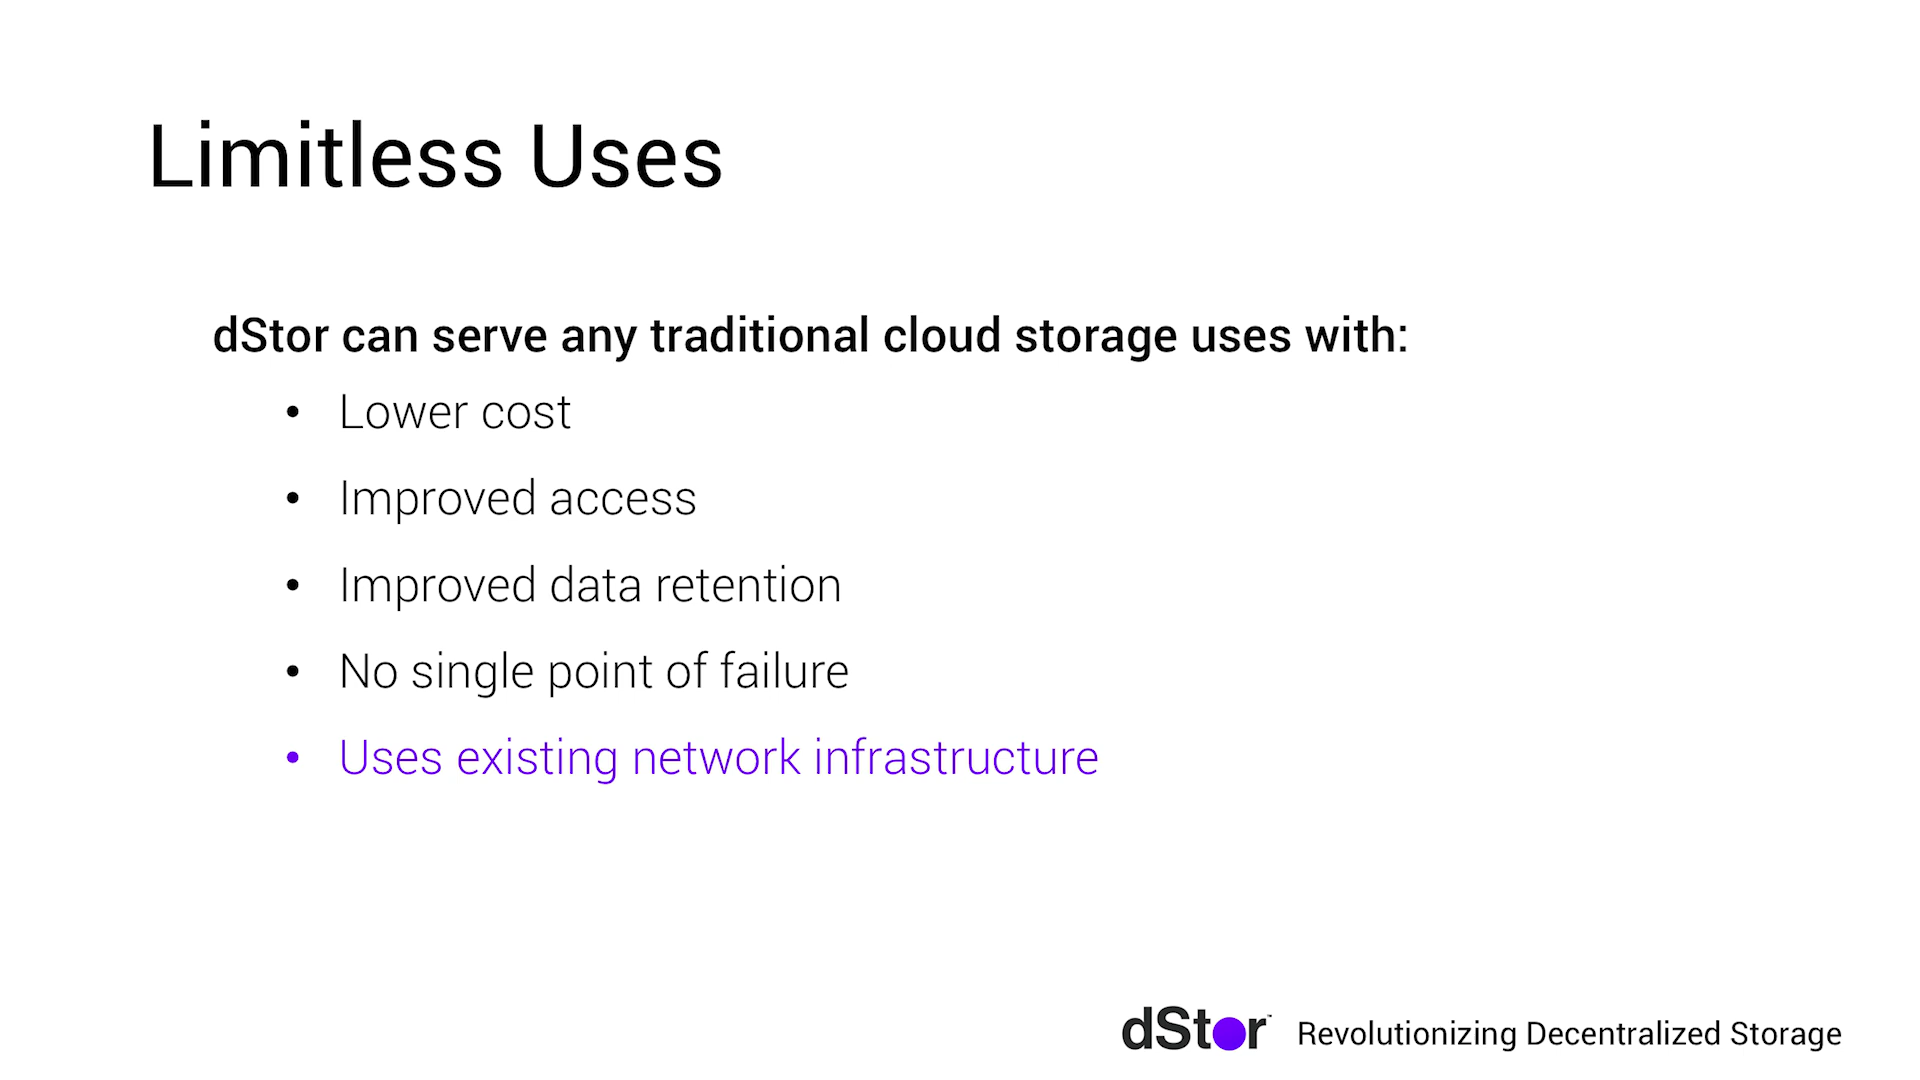 Limitless Uses
dStor can serve any traditional cloud storage uses with:
• Lower cost
• Improved access
• Improved data retention
• No single point of failure
• Uses existing network infrastructure
dStor™ Revolutionizing Decentralized Storage